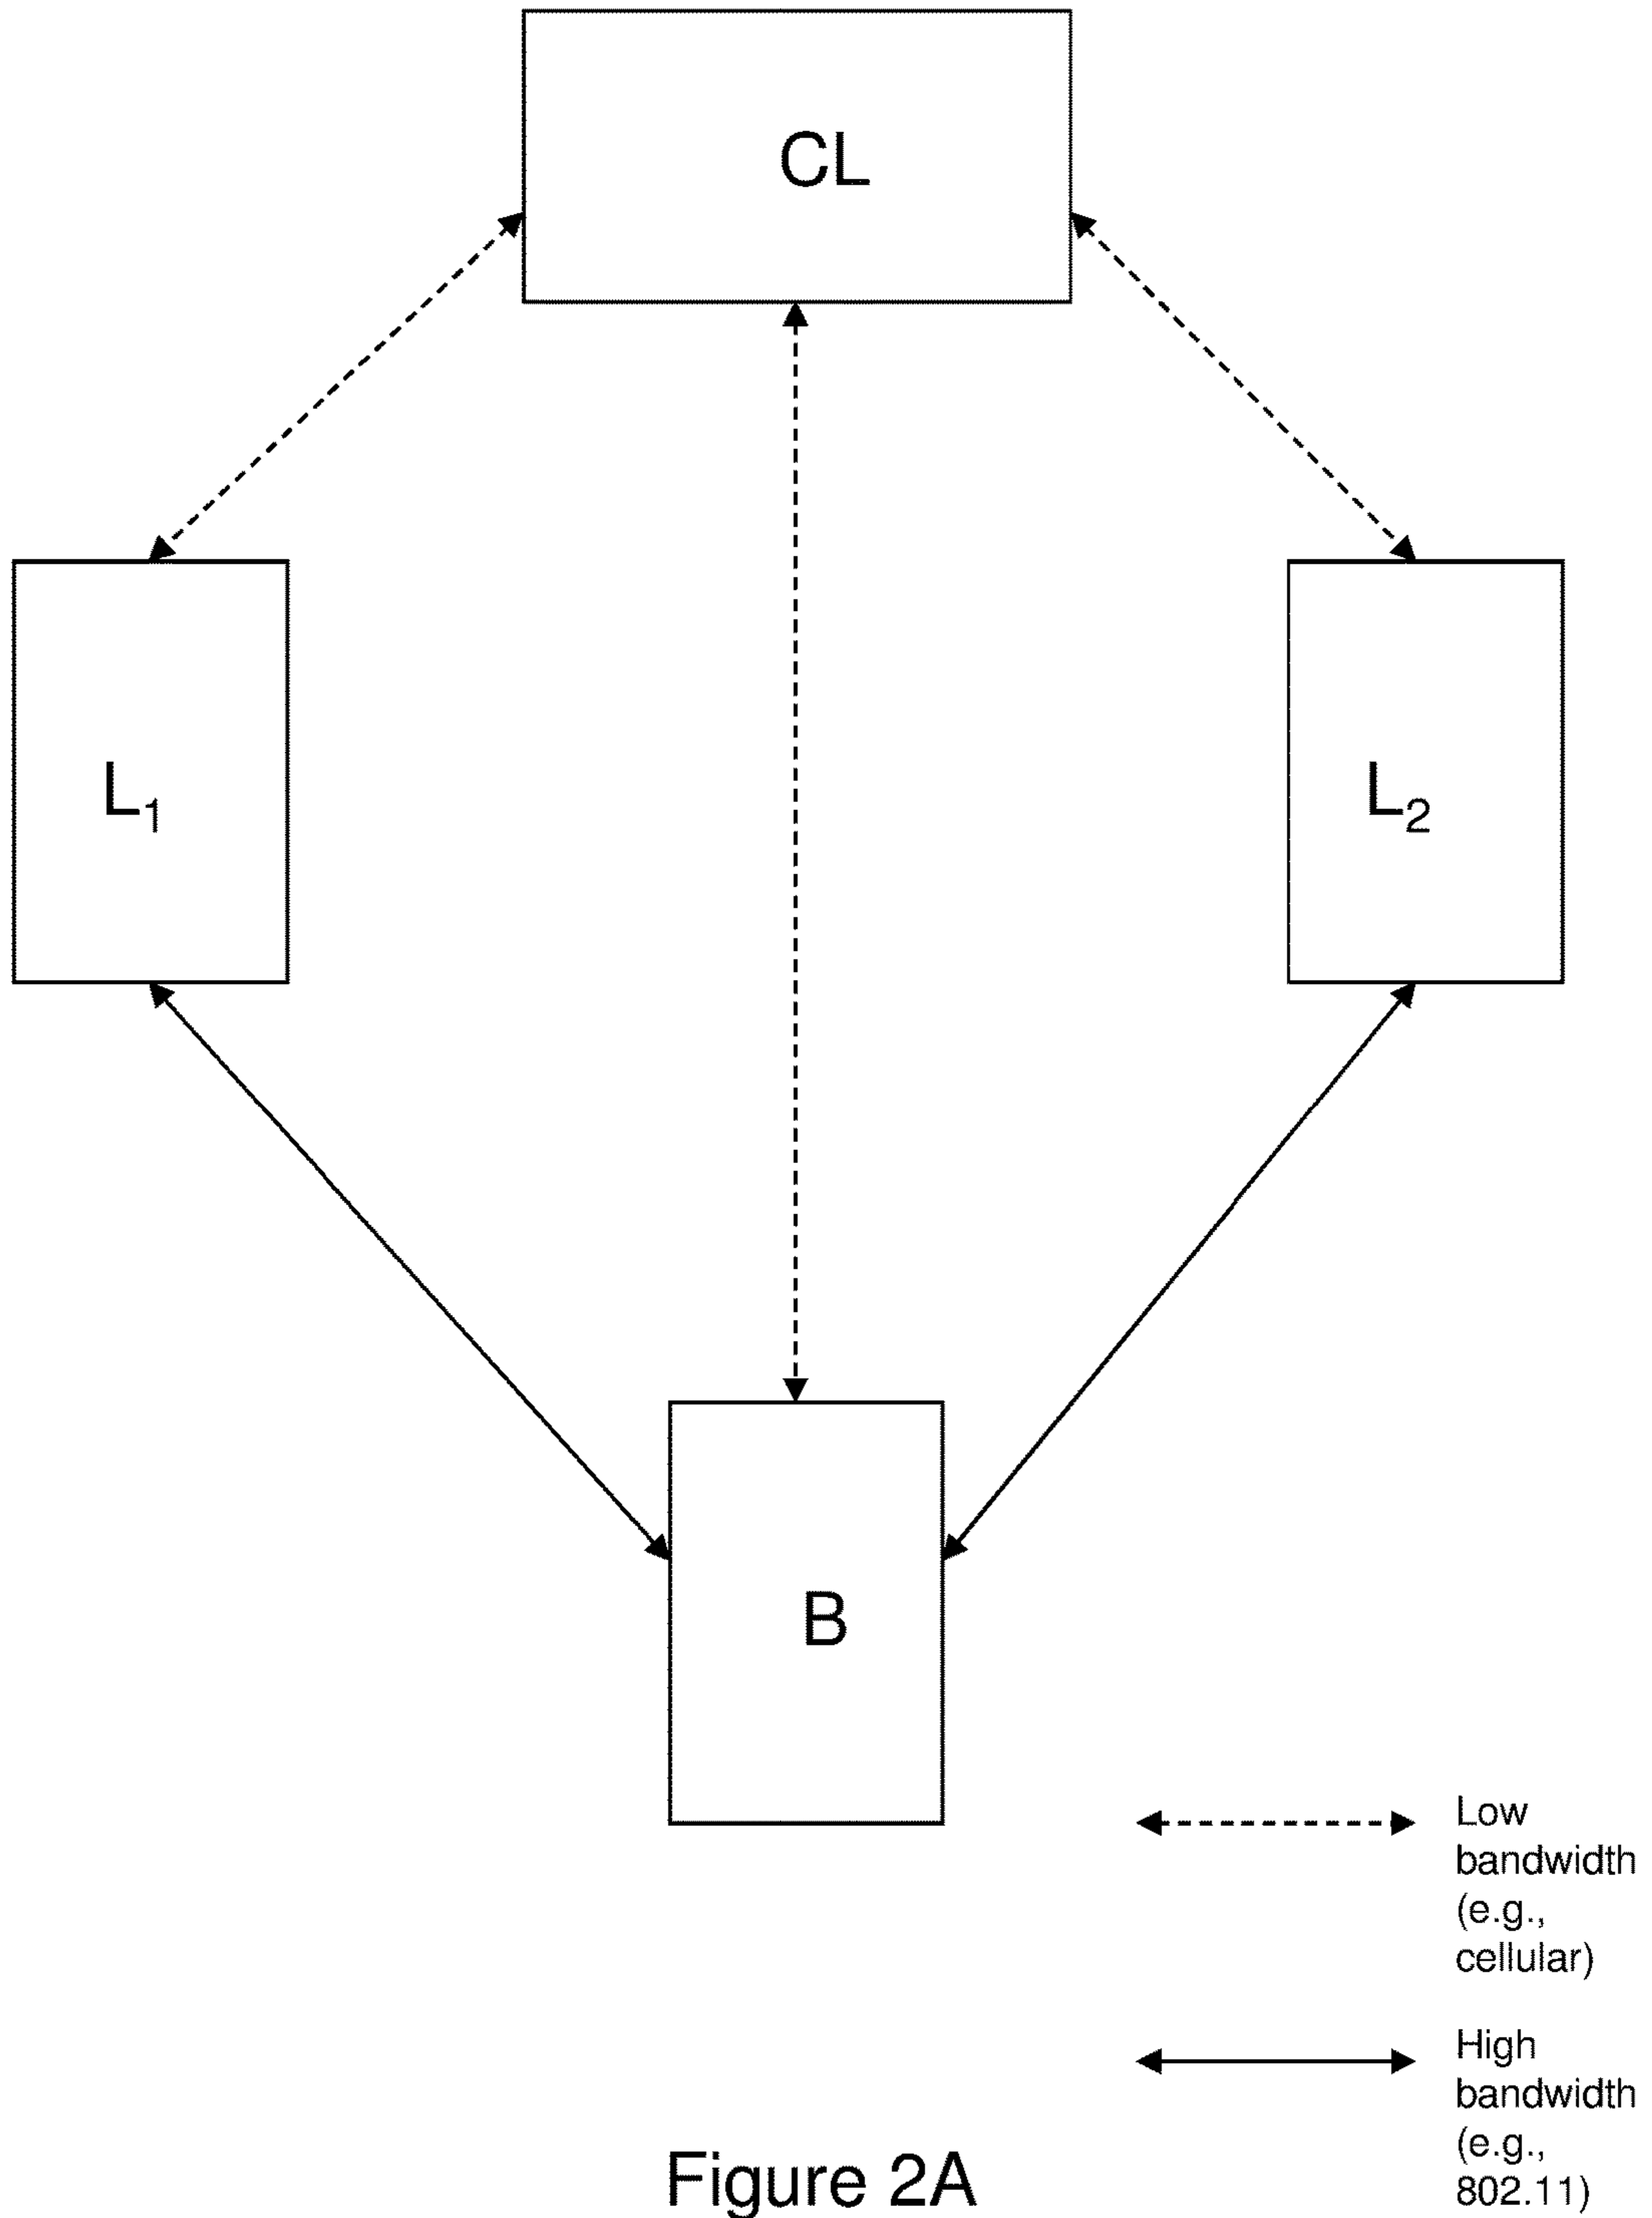 CL
L₁
L₂
B
Low
bandwidth
(e.g.,
cellular)
High
bandwidth
(e.g.,
802.11)
Figure 2A